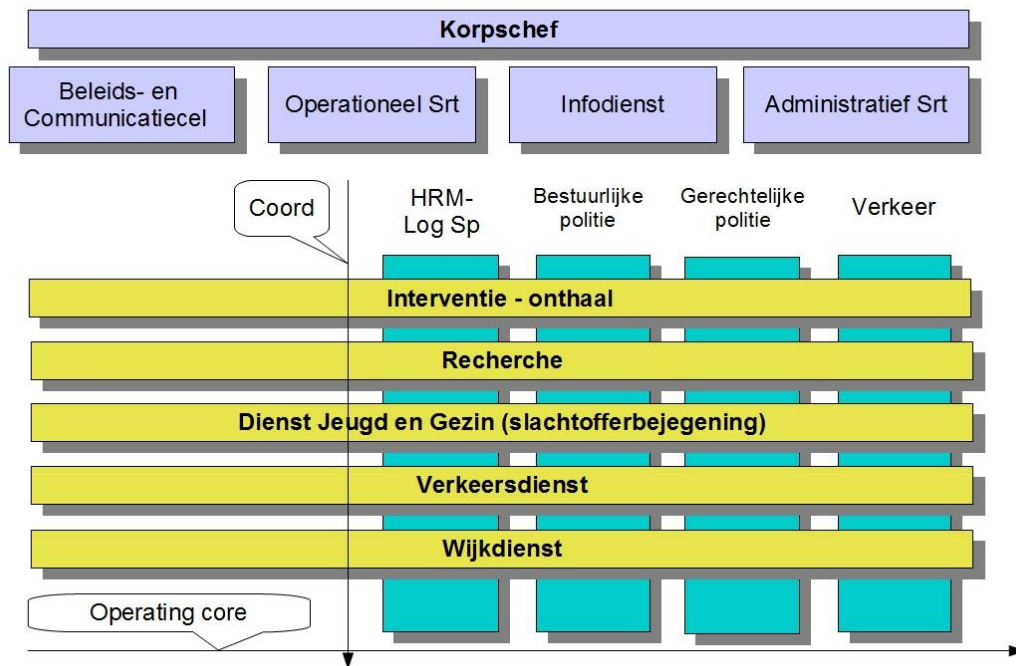 Korpschef
Beleids- en
Communicatiecel
Operationeel Srt
Infodienst
Administratief Srt
Coord
HRM-
Log Sp
Bestuurlijke
politie
Gerechtelijke
politie
Verkeer
Interventie - onthaal
Recherche
Dienst Jeugd en Gezin (slachtofferbejegening)
Verkeersdienst
Wijkdienst
Operating core